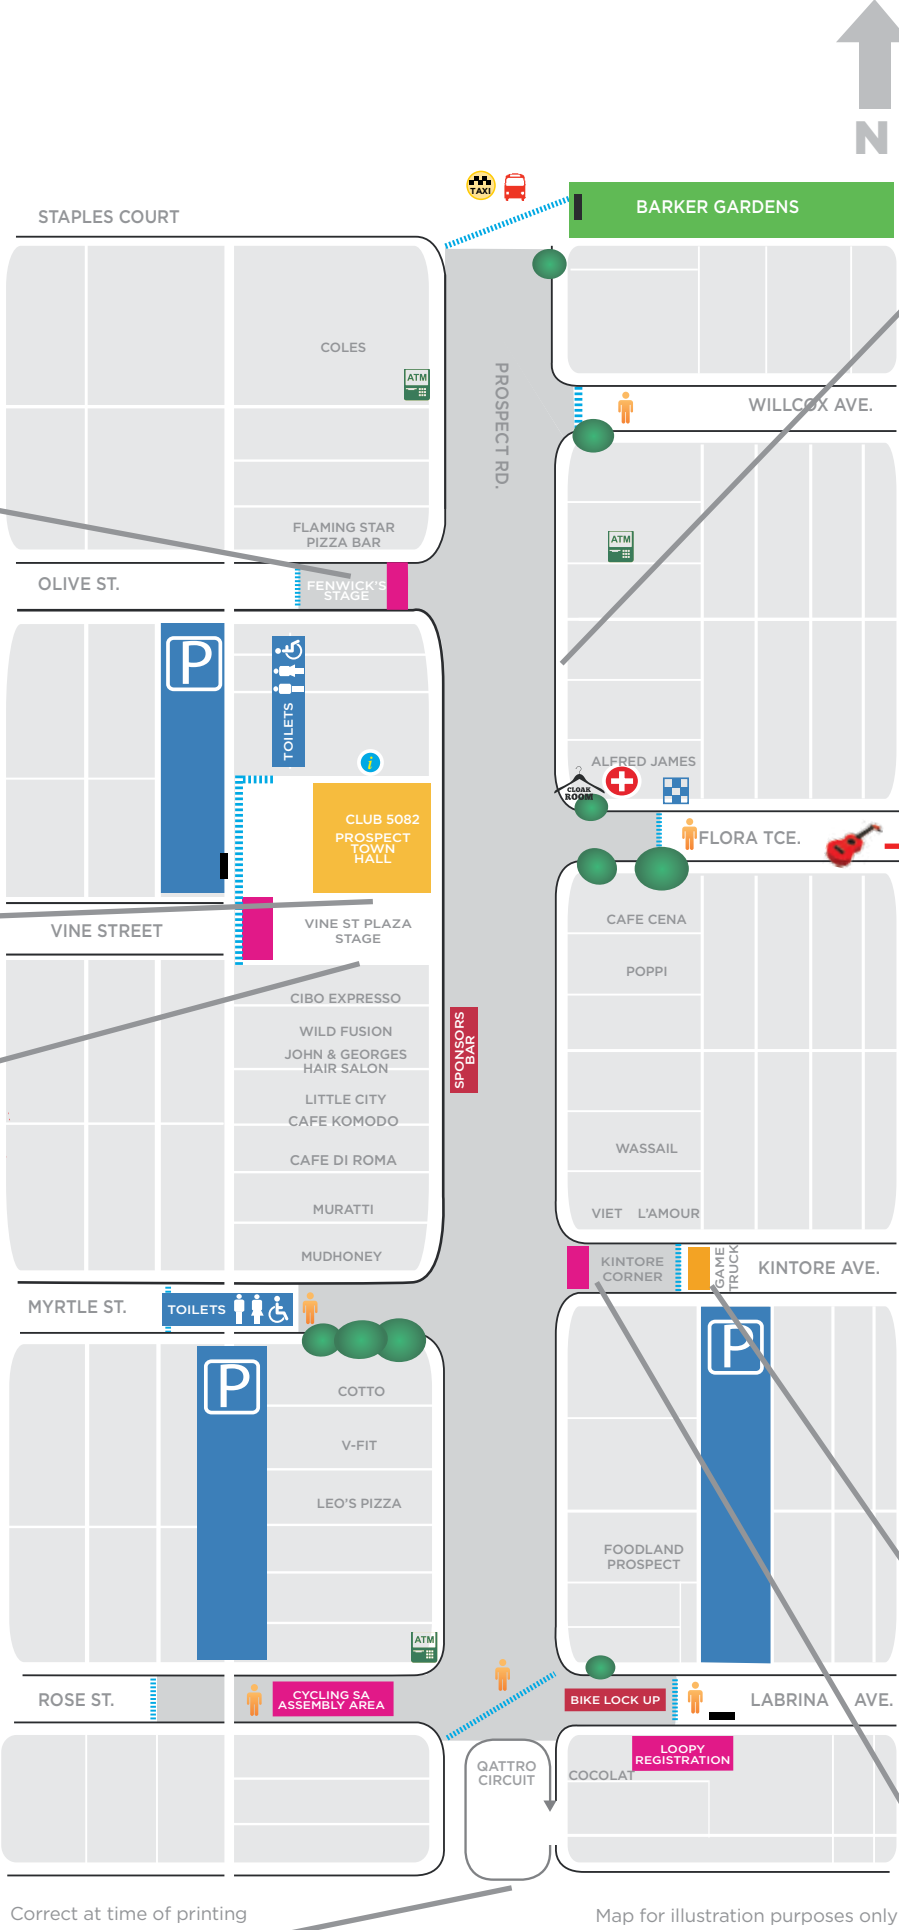 N
TAXI
BARKER GARDENS
STAPLES COURT
COLES
ATM
PROSPECT RD.
WILLCOX AVE.
FLAMING STAR
PIZZA BAR
ATM
OLIVE ST.
FENWICK'S
STAGE
P
TOILETS
i
ALFRED JAMES
CLOAK
ROOM
CLUB 5082
PROSPECT
TOWN
HALL
FLORA TCE.
VINE STREET
VINE ST PLAZA
STAGE
CAFE CENA
POPPI
CIBO EXPRESSO
WILD FUSION
JOHN & GEORGES
HAIR SALON
SPONSORS
BAR
LITTLE CITY
CAFE KOMODO
CAFE DI ROMA
WASSAIL
MURATTI
VIET L'AMOUR
MUDHONEY
KINTORE
CORNER
GAME
TRUCK
KINTORE AVE.
MYRTLE ST.
TOILETS
P
P
COTTO
V-FIT
LEO'S PIZZA
FOODLAND
PROSPECT
ATM
ROSE ST.
CYCLING SA
ASSEMBLY AREA
BIKE LOCK UP
LABRINA AVE.
LOOPY
REGISTRATION
QATTRO
CIRCUIT
COCOLAT
Correct at time of printing
Map for illustration purposes only